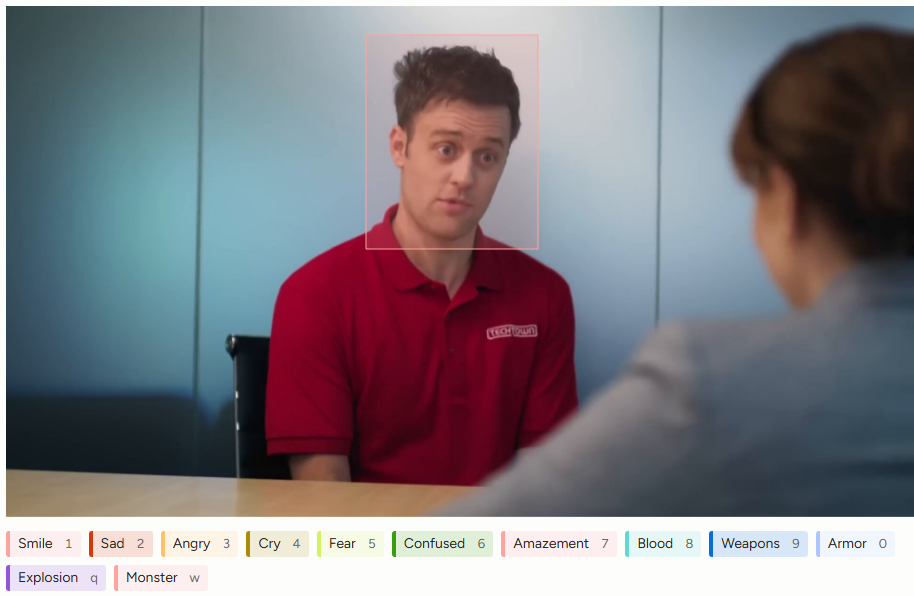 TECHTOWN
Smile 1 Sad 2 Angry 3 Cry 4 Fear 5 Confused 6 Amazement 7 Blood 8 Weapons 9 Armor 0
Explosion q Monster w